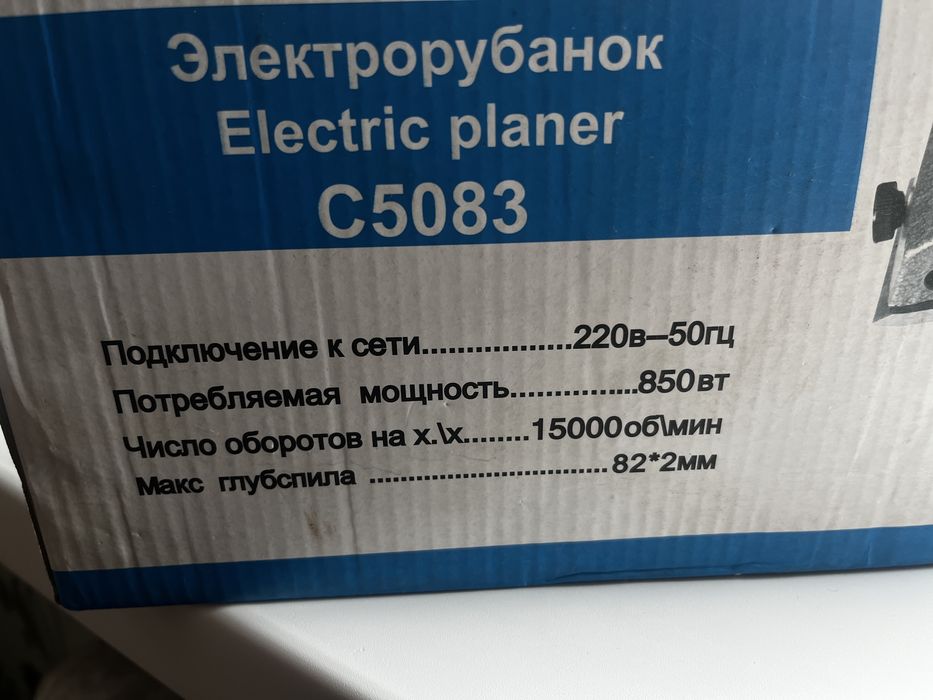 Электрорубанок
Electric planer
C5083
Подключение к сети..................220в—50гц
Потребляемая мощность...............850вт
Число оборотов на х.\х........15000об\мин
Макс глубспила .............................. 82*2мм